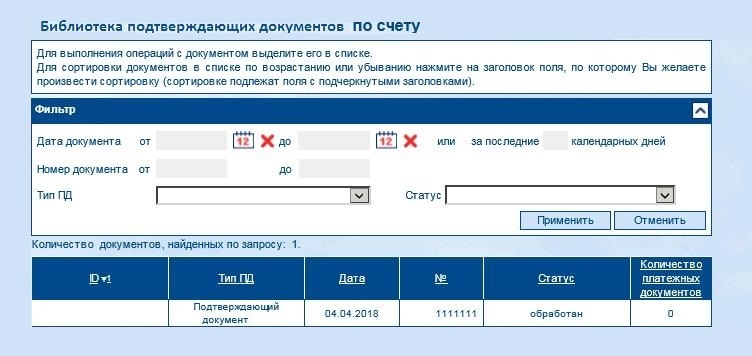 Библиотека подтверждающих документов по счету
Для выполнения операций с документом выделите его в списке.
Для сортировки документов в списке по возрастанию или убыванию нажмите на заголовок поля, по которому Вы желаете
произвести сортировку (сортировке подлежат поля с подчеркнутыми заголовками).
Фильтр
Дата документа от 12 до 12 или за последние календарных дней
Номер документа от до
Тип ПД Статус
Применить Отменить
Количество документов, найденных по запросу: 1.
ID ▾1 Тип ПД Дата № Статус Количество
платежных
документов
Подтверждающий
документ 04.04.2018 1111111 обработан 0